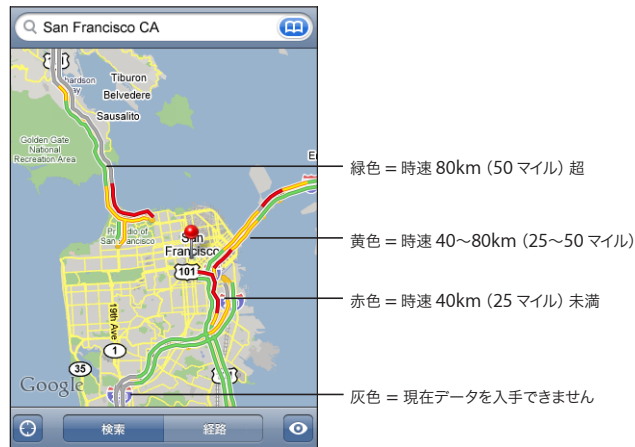 San Francisco CA
Tiburon
Belvedere
Sausalito
Golden Gate
National
Recreation Area
緑色 = 時速 80km（50 マイル）超
黄色 = 時速 40～80km（25～50 マイル）
San
Francisco
101
赤色 = 時速 40km（25 マイル）未満
19th Ave
1
35
Google
灰色 = 現在データを入手できません
検索
経路